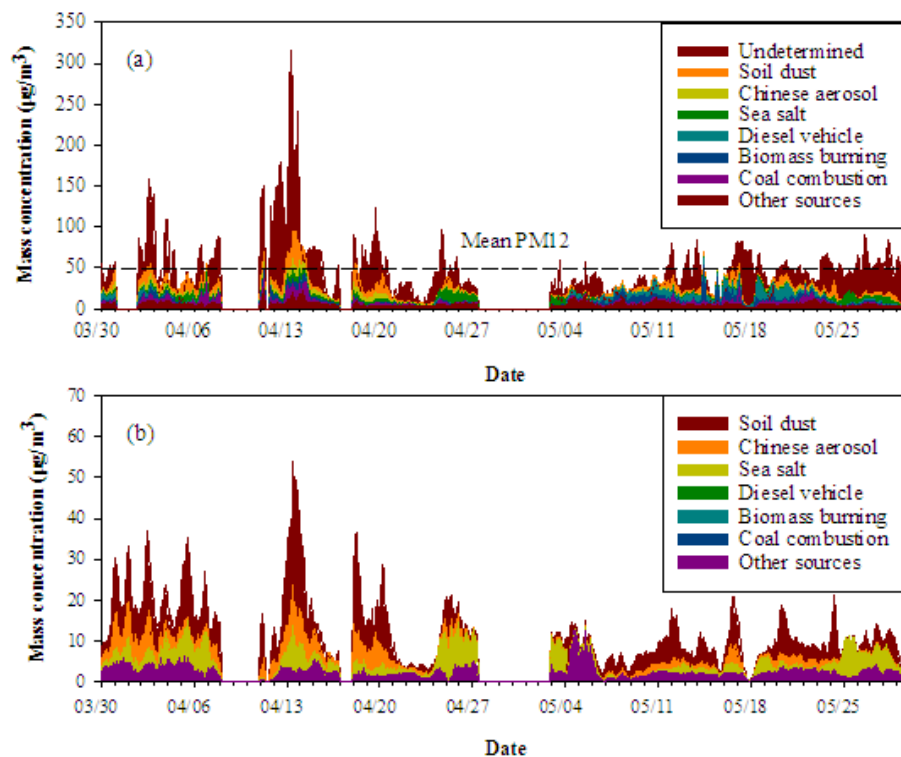 350
300
250
200
150
100
50
0
Mass concentration (µg/m³)
(a)
Undetermined
Soil dust
Chinese aerosol
Sea salt
Diesel vehicle
Biomass burning
Coal combustion
Other sources
Mean PM12
03/30 04/06 04/13 04/20 04/27 05/04 05/11 05/18 05/25
Date
70
60
50
40
30
20
10
0
Mass concentration (µg/m³)
(b)
Soil dust
Chinese aerosol
Sea salt
Diesel vehicle
Biomass burning
Coal combustion
Other sources
03/30 04/06 04/13 04/20 04/27 05/04 05/11 05/18 05/25
Date